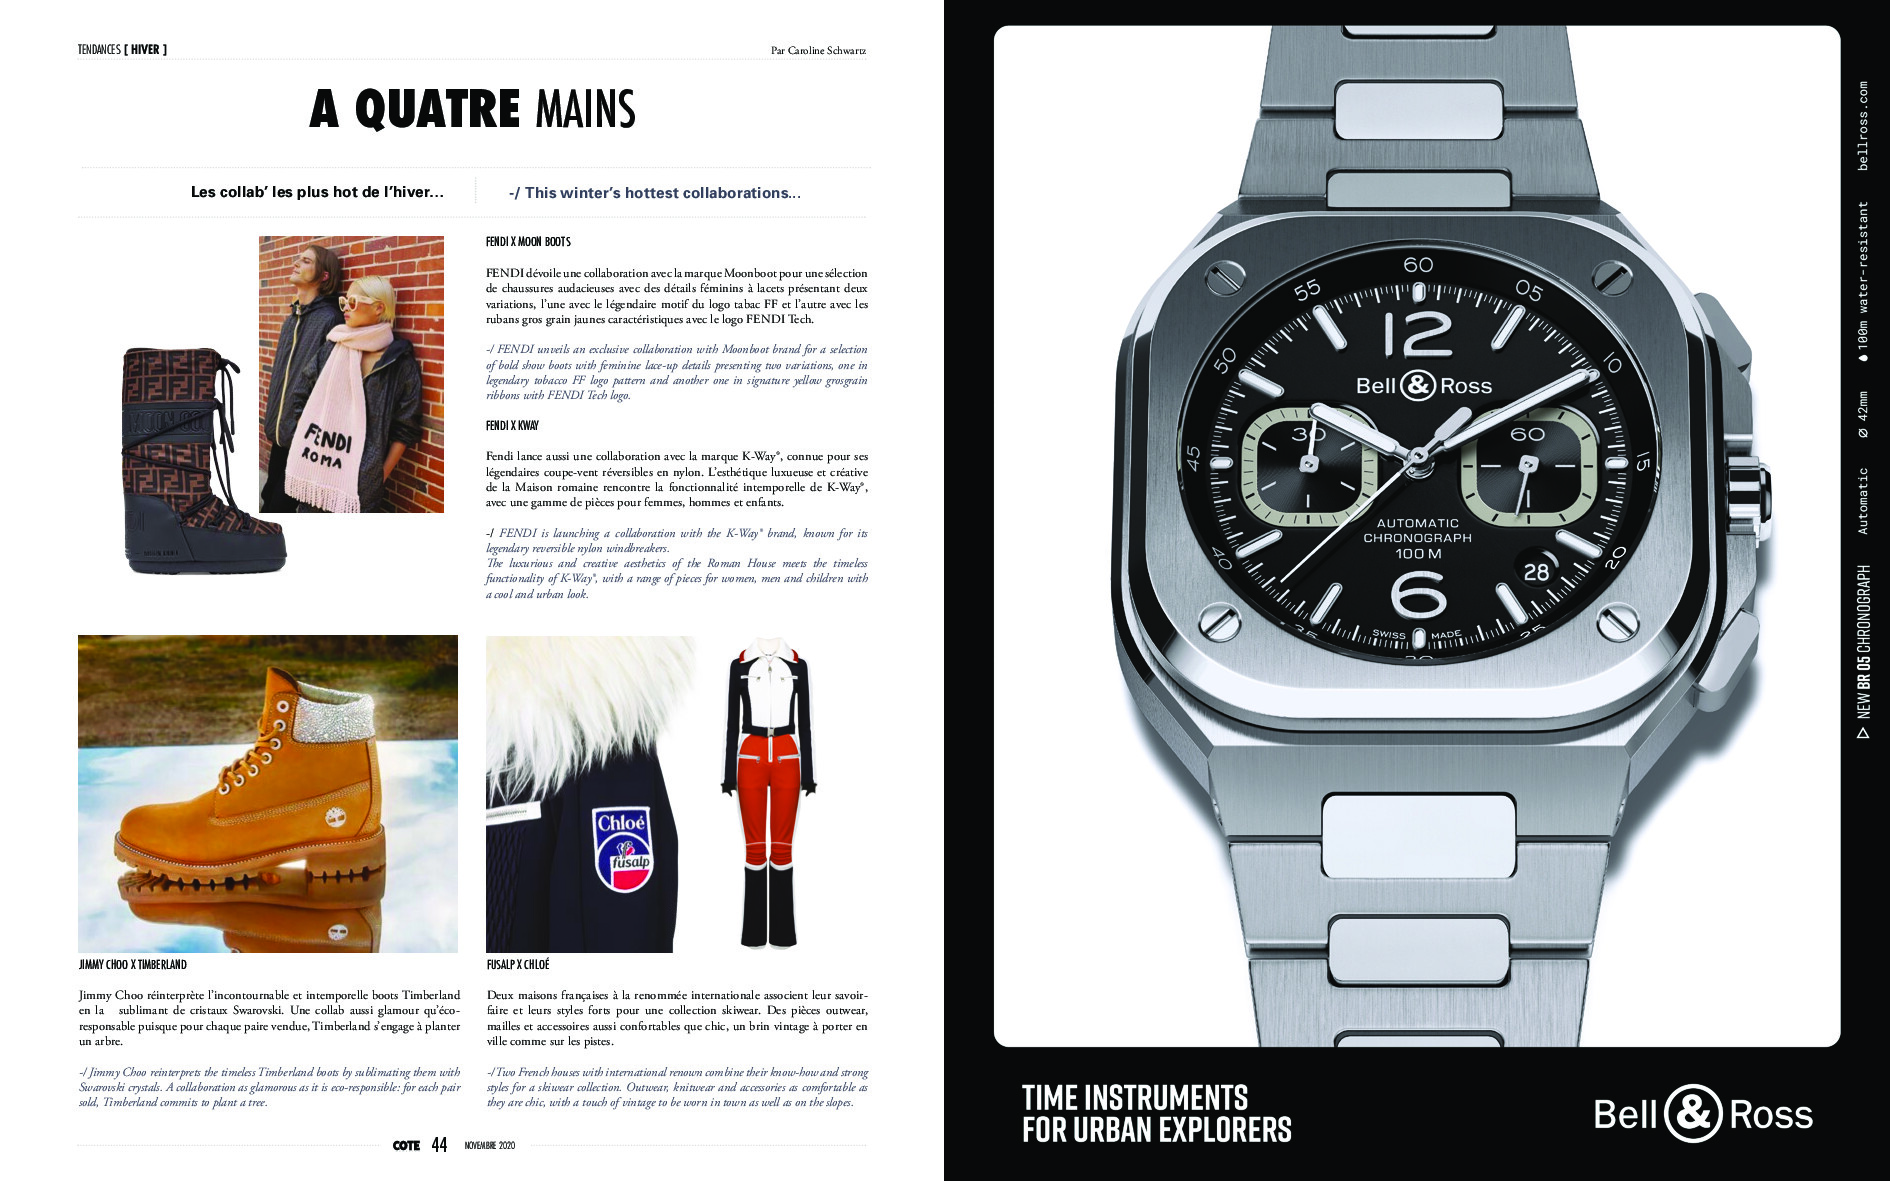 TENDANCES [ HIVER ]
Par Caroline Schwartz
A QUATRE MAINS
Les collab’ les plus hot de l’hiver...
-/ This winter’s hottest collaborations...
FENDI
ROMA
MOON BOOT
FENDI X MOON BOOTS
FENDI dévoile une collaboration avec la marque Moonboot pour une sélection
de chaussures audacieuses avec des détails féminins à lacets présentant deux
variations, l’une avec le légendaire motif du logo tabac FF et l’autre avec les
rubans gros grain jaunes caractéristiques avec le logo FENDI Tech.
-/ FENDI unveils an exclusive collaboration with Moonboot brand for a selection
of bold show boots with feminine lace-up details presenting two variations, one in
legendary tobacco FF logo pattern and another one in signature yellow grosgrain
ribbons with FENDI Tech logo.
FENDI X KWAY
Fendi lance aussi une collaboration avec la marque K-Way®, connue pour ses
légendaires coupe-vent réversibles en nylon. L’esthétique luxueuse et créative
de la Maison romaine rencontre la fonctionnalité intemporelle de K-Way®,
avec une gamme de pièces pour femmes, hommes et enfants.
-/ FENDI is launching a collaboration with the K-Way® brand, known for its
legendary reversible nylon windbreakers.
The luxurious and creative aesthetics of the Roman House meets the timeless
functionality of K-Way®, with a range of pieces for women, men and children with
a cool and urban look.
Chloé
fusalp
JIMMY CHOO X TIMBERLAND
Jimmy Choo réinterprète l’incontournable et intemporelle boots Timberland
en la sublimant de cristaux Swarovski. Une collab aussi glamour qu’éco-
responsable puisque pour chaque paire vendue, Timberland s’engage à planter
un arbre.
-/ Jimmy Choo reinterprets the timeless Timberland boots by sublimating them with
Swarovski crystals. A collaboration as glamorous as it is eco-responsible: for each pair
sold, Timberland commits to plant a tree.
FUSALP X CHLOÉ
Deux maisons françaises à la renommée internationale associent leur savoir-
faire et leurs styles forts pour une collection skiwear. Des pièces outwear,
mailles et accessoires aussi confortables que chic, un brin vintage à porter en
ville comme sur les pistes.
-/ Two French houses with international renown combine their know-how and strong
styles for a skiwear collection. Outwear, knitwear and accessories as comfortable as
they are chic, with a touch of vintage to be worn in town as well as on the slopes.
COTE 44 NOVEMBRE 2020
60
05
10
15
20
25
30
35
40
45
50
55
12
Bell & Ross
30
60
AUTOMATIC
CHRONOGRAPH
100 M
28
6
SWISS MADE
▷ NEW BR 05 CHRONOGRAPH Automatic ⌀ 42mm 100m water-resistant bellross.com
TIME INSTRUMENTS
FOR URBAN EXPLORERS
Bell & Ross